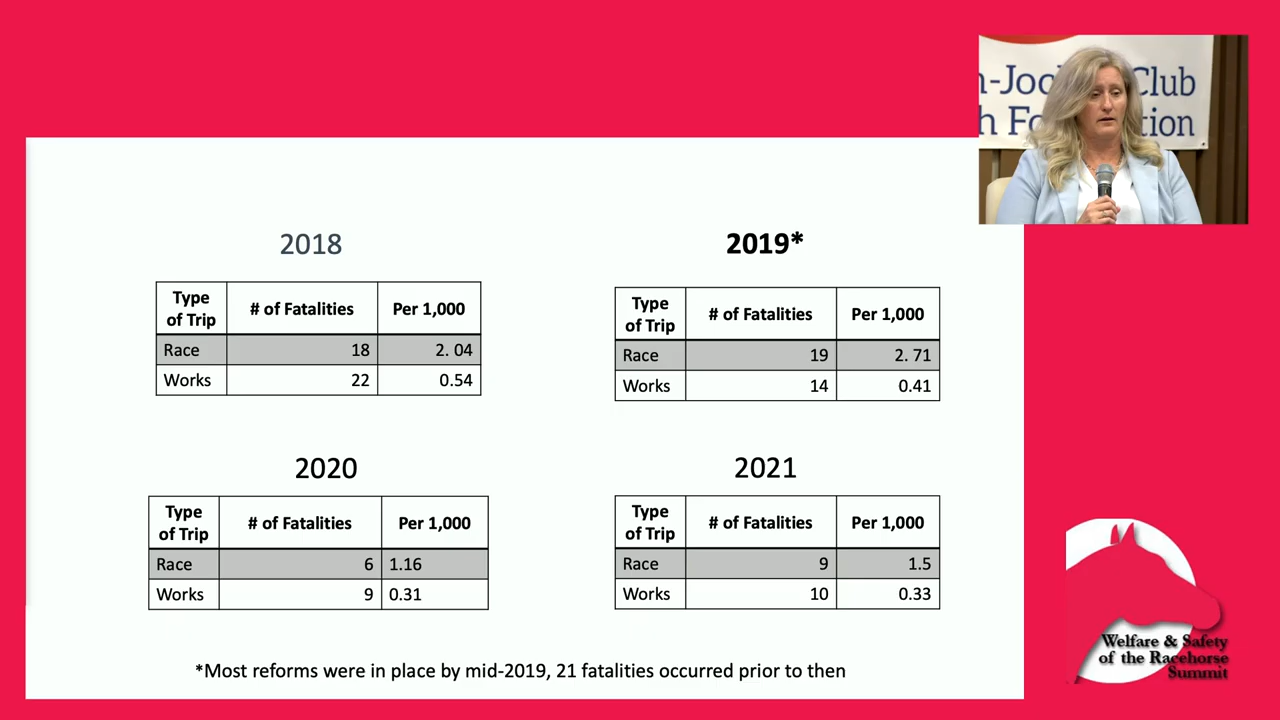 n-Joc Club
h Fo tion
2018
Type of Trip # of Fatalities Per 1,000
Race 18 2. 04
Works 22 0.54
2019*
Type of Trip # of Fatalities Per 1,000
Race 19 2. 71
Works 14 0.41
2020
Type of Trip # of Fatalities Per 1,000
Race 6 1.16
Works 9 0.31
2021
Type of Trip # of Fatalities Per 1,000
Race 9 1.5
Works 10 0.33
*Most reforms were in place by mid-2019, 21 fatalities occurred prior to then
Welfare & Safety
of the Racehorse
Summit